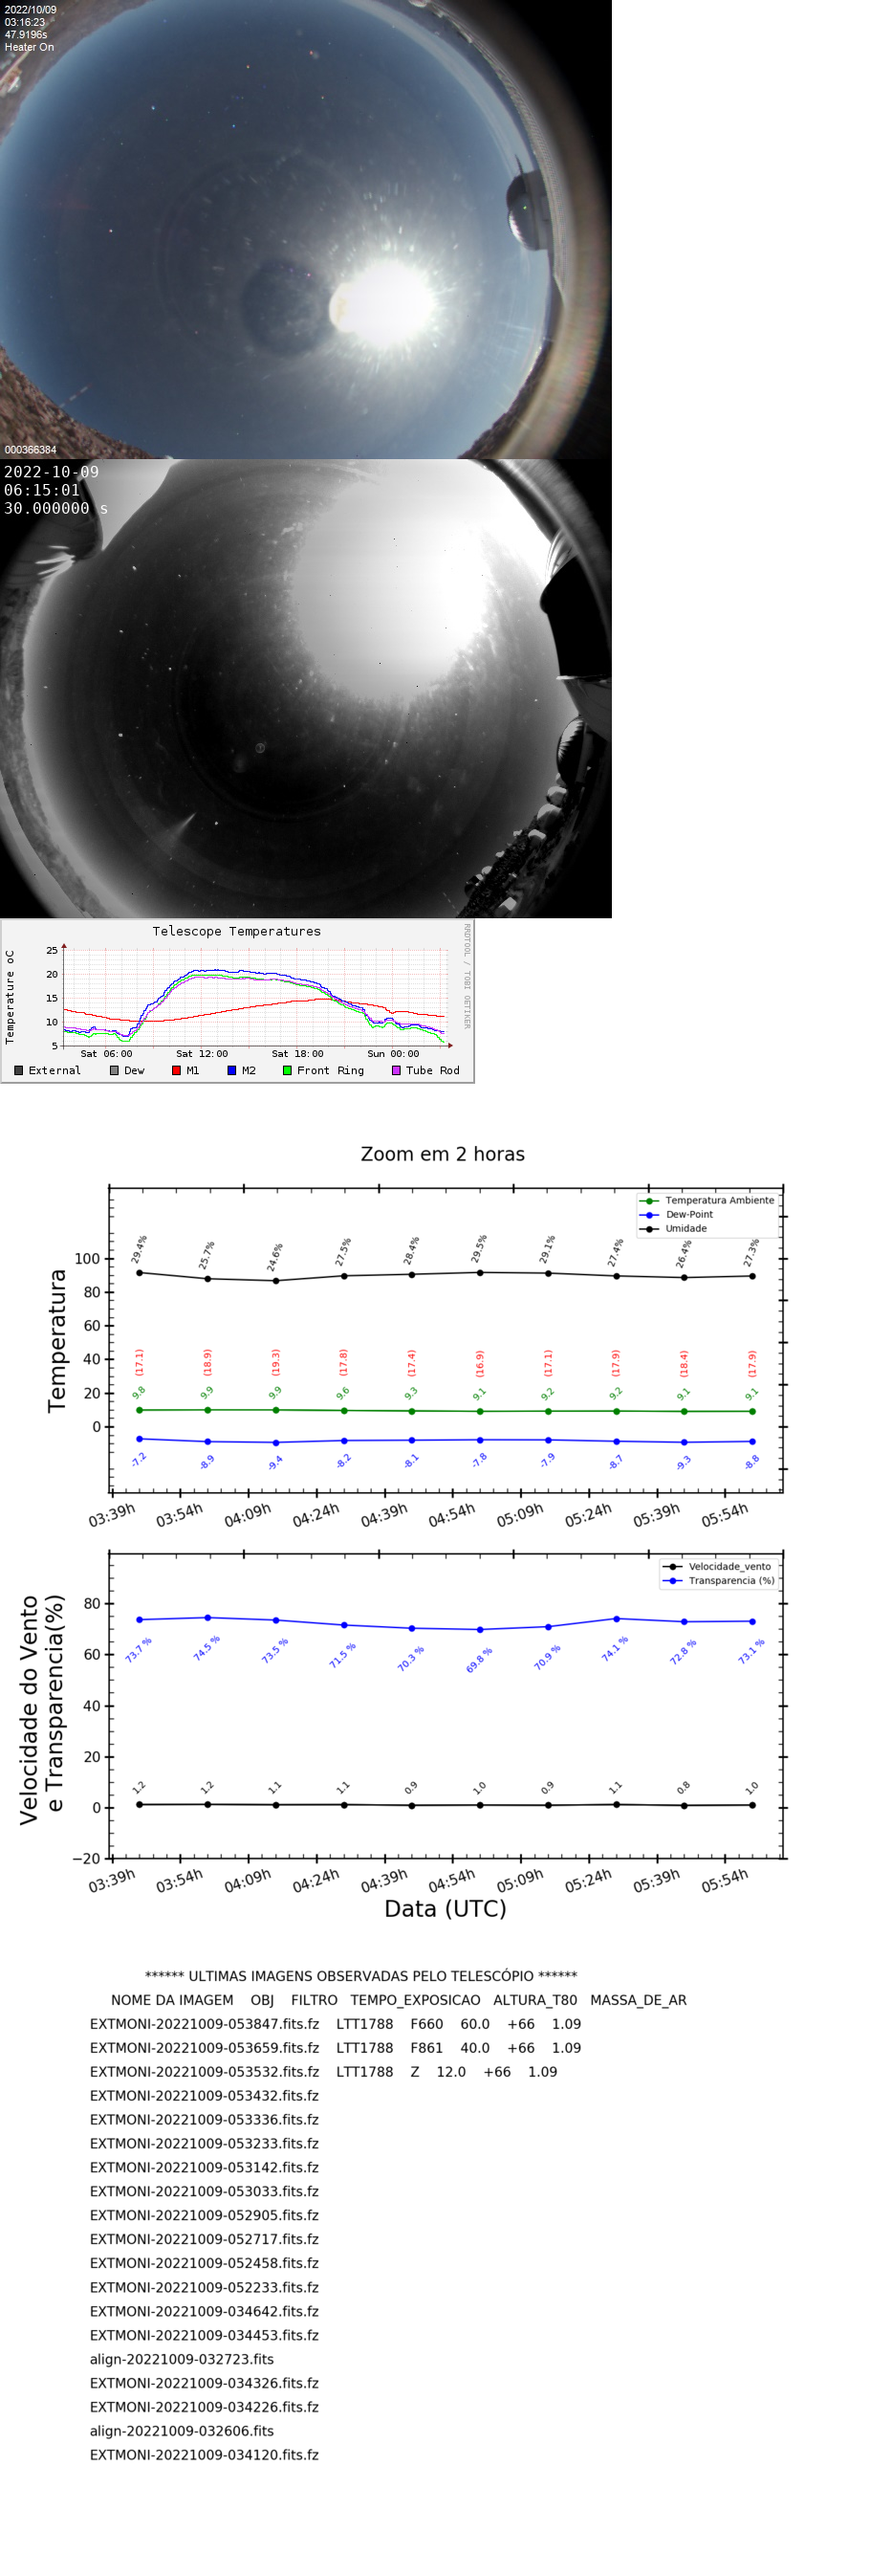 2022/10/09
03:16:23
47.9196s
Heater On
000366384
2022-10-09
06:15:01
30.000000 s
Telescope Temperatures
RRDTOOL / TOBI OETIKER
Temperature oC
25
20
15
10
5
Sat 06:00 Sat 12:00 Sat 18:00 Sun 00:00
External Dew M1 M2 Front Ring Tube Rod
Zoom em 2 horas
Temperatura Ambiente
Dew-Point
Umidade
Temperatura
100
80
60
40
20
0
29.4% 25.7% 24.6% 27.5% 28.4% 29.5% 29.1% 27.4% 26.4% 27.3%
(17.1) (18.9) (19.3) (17.8) (17.4) (16.9) (17.1) (17.9) (18.4) (17.9)
9.8 9.9 9.9 9.6 9.3 9.1 9.2 9.2 9.1 9.1
-7.2 -8.9 -9.4 -8.2 -8.1 -7.8 -7.9 -8.7 -9.3 -8.8
03:39h 03:54h 04:09h 04:24h 04:39h 04:54h 05:09h 05:24h 05:39h 05:54h
Velocidade_vento
Transparencia (%)
Velocidade do Vento
e Transparencia(%)
80
60
40
20
0
−20
73.7 % 74.5 % 73.5 % 71.5 % 70.3 % 69.8 % 70.9 % 74.1 % 72.8 % 73.1 %
1.2 1.2 1.1 1.1 0.9 1.0 0.9 1.1 0.8 1.0
03:39h 03:54h 04:09h 04:24h 04:39h 04:54h 05:09h 05:24h 05:39h 05:54h
Data (UTC)
****** ULTIMAS IMAGENS OBSERVADAS PELO TELESCÓPIO ******
NOME DA IMAGEM OBJ FILTRO TEMPO_EXPOSICAO ALTURA_T80 MASSA_DE_AR
EXTMONI-20221009-053847.fits.fz LTT1788 F660 60.0 +66 1.09
EXTMONI-20221009-053659.fits.fz LTT1788 F861 40.0 +66 1.09
EXTMONI-20221009-053532.fits.fz LTT1788 Z 12.0 +66 1.09
EXTMONI-20221009-053432.fits.fz
EXTMONI-20221009-053336.fits.fz
EXTMONI-20221009-053233.fits.fz
EXTMONI-20221009-053142.fits.fz
EXTMONI-20221009-053033.fits.fz
EXTMONI-20221009-052905.fits.fz
EXTMONI-20221009-052717.fits.fz
EXTMONI-20221009-052458.fits.fz
EXTMONI-20221009-052233.fits.fz
EXTMONI-20221009-034642.fits.fz
EXTMONI-20221009-034453.fits.fz
align-20221009-032723.fits
EXTMONI-20221009-034326.fits.fz
EXTMONI-20221009-034226.fits.fz
align-20221009-032606.fits
EXTMONI-20221009-034120.fits.fz